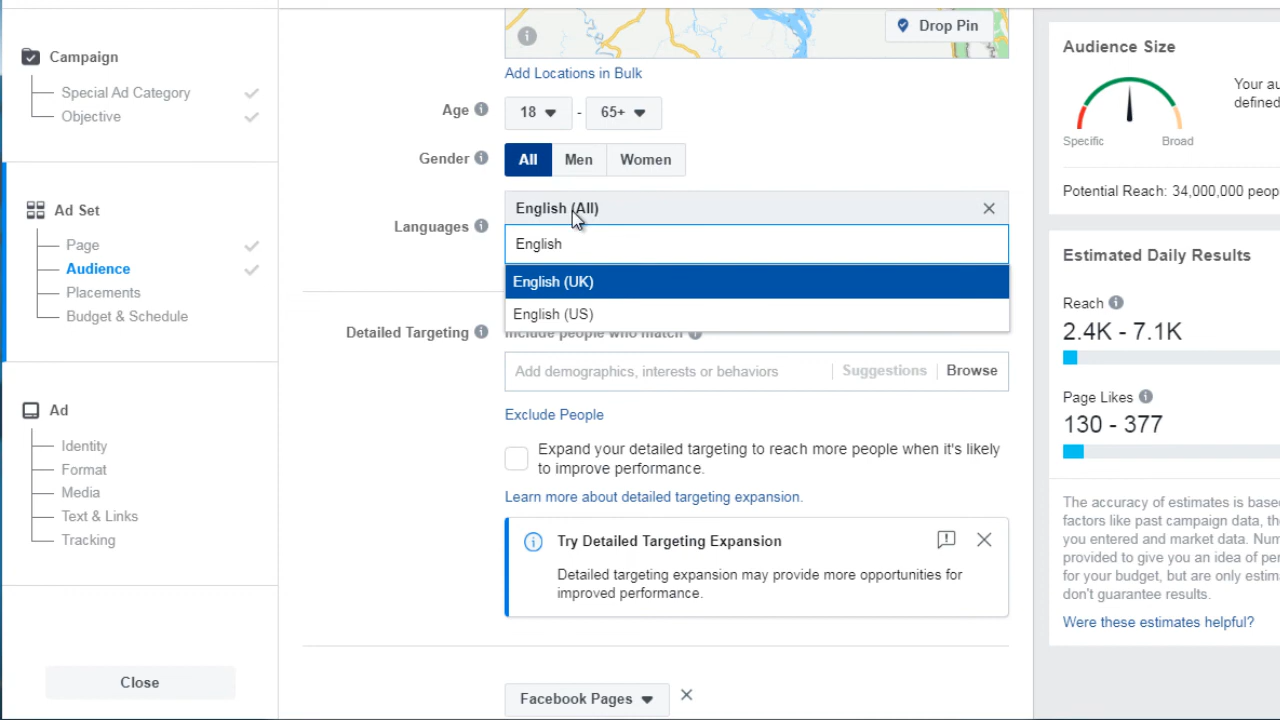 Campaign
Special Ad Category
Objective
Ad Set
Page
Audience
Placements
Budget & Schedule
Ad
Identity
Format
Media
Text & Links
Tracking
Close
Drop Pin
Add Locations in Bulk
Age
18
-
65+
Gender
All
Men
Women
Languages
English (All)
English
English (UK)
English (US)
Detailed Targeting
Include people who match
Add demographics, interests or behaviors
Suggestions
Browse
Exclude People
Expand your detailed targeting to reach more people when it's likely
to improve performance.
Learn more about detailed targeting expansion.
Try Detailed Targeting Expansion
Detailed targeting expansion may provide more opportunities for
improved performance.
Facebook Pages
Audience Size
Your
defined
Specific
Broad
Potential Reach: 34,000,000
Estimated Daily Results
Reach
2.4K - 7.1K
Page Likes
130 - 377
The accuracy of estimates is
factors like past campaign data,
you entered and market data.
provided to give you an idea of
for your budget, but are only
don't guarantee results.
Were these estimates helpful?